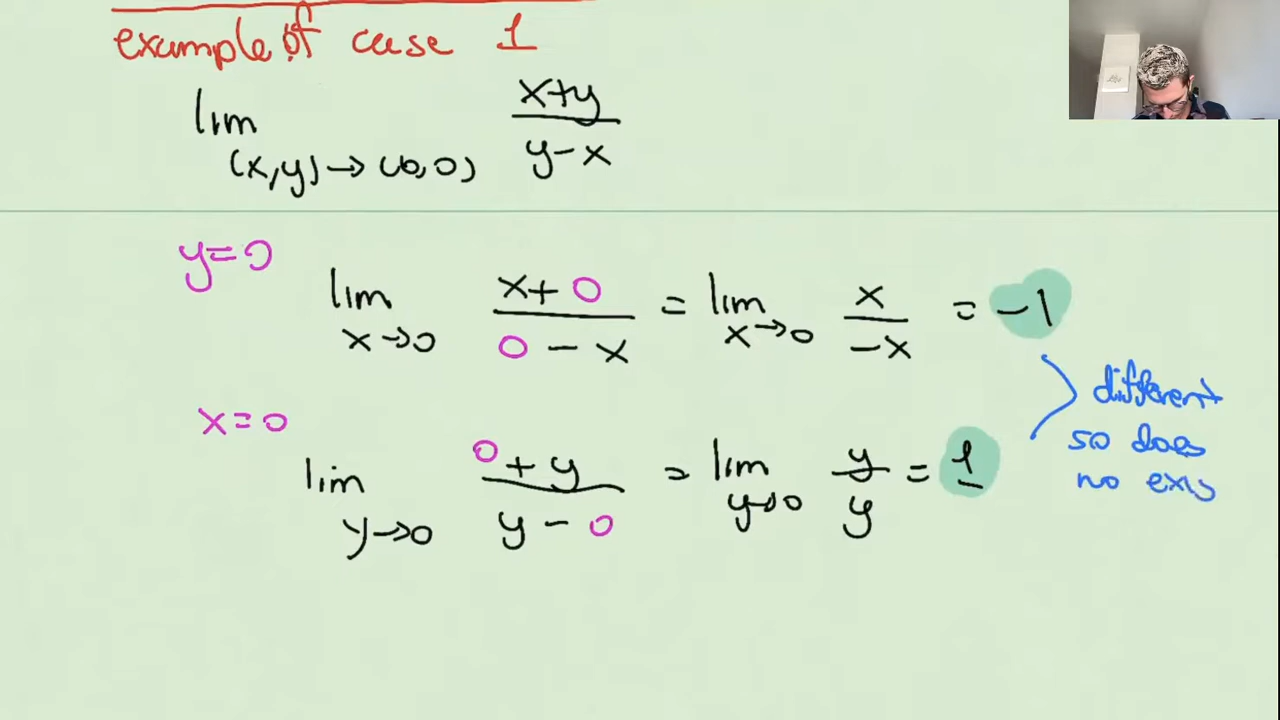 example of case 1
lim (x,y)→(0,0) x+y / y-x
y=0
lim x→0 x+0 / 0-x = lim x→0 x / -x = -1
different
so does
no exis
x=0
lim y→0 0+y / y-0 = lim y→0 y / y = 1